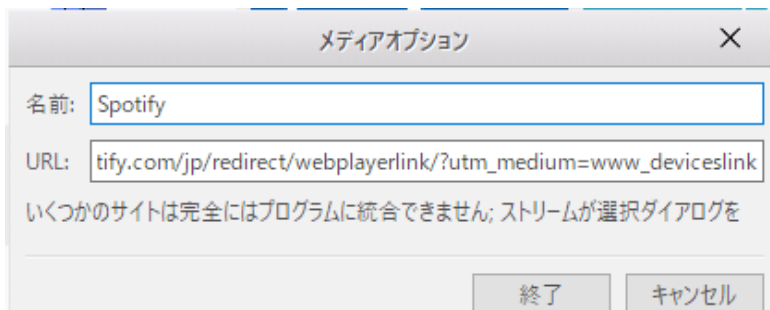 メディアオプション
名前: Spotify
URL: tify.com/jp/redirect/webplayerlink/?utm_medium=www_deviceslink
いくつかのサイトは完全にはプログラムに統合できません; ストリームが選択ダイアログを
終了 キャンセル